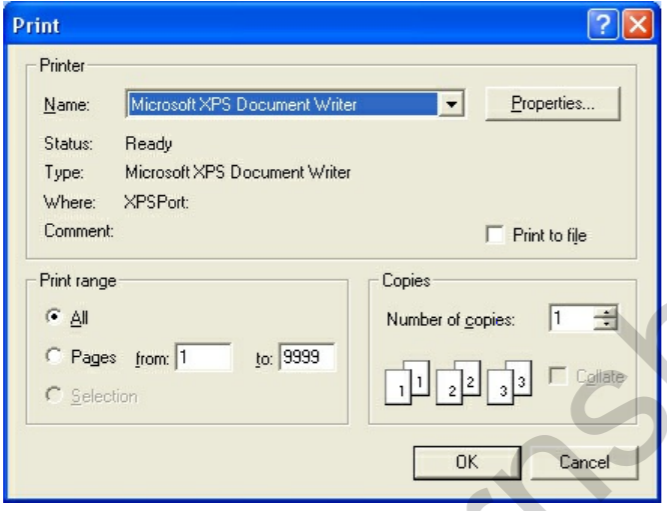 Print
Printer
Name: Microsoft XPS Document Writer Properties...
Status: Ready
Type: Microsoft XPS Document Writer
Where: XPSPort:
Comment: Print to file
Print range
All
Pages from: 1 to: 9999
Selection
Copies
Number of copies: 1
1 1 2 2 3 3 Collate
OK Cancel